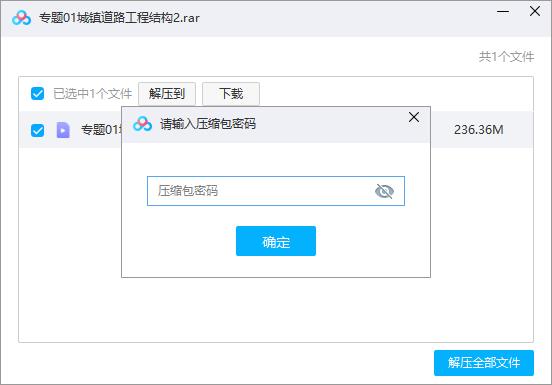 专题01城镇道路工程结构2.rar
共1个文件
已选中1个文件 解压到 下载
专题01城 236.36M
请输入压缩包密码
压缩包密码
确定
解压全部文件